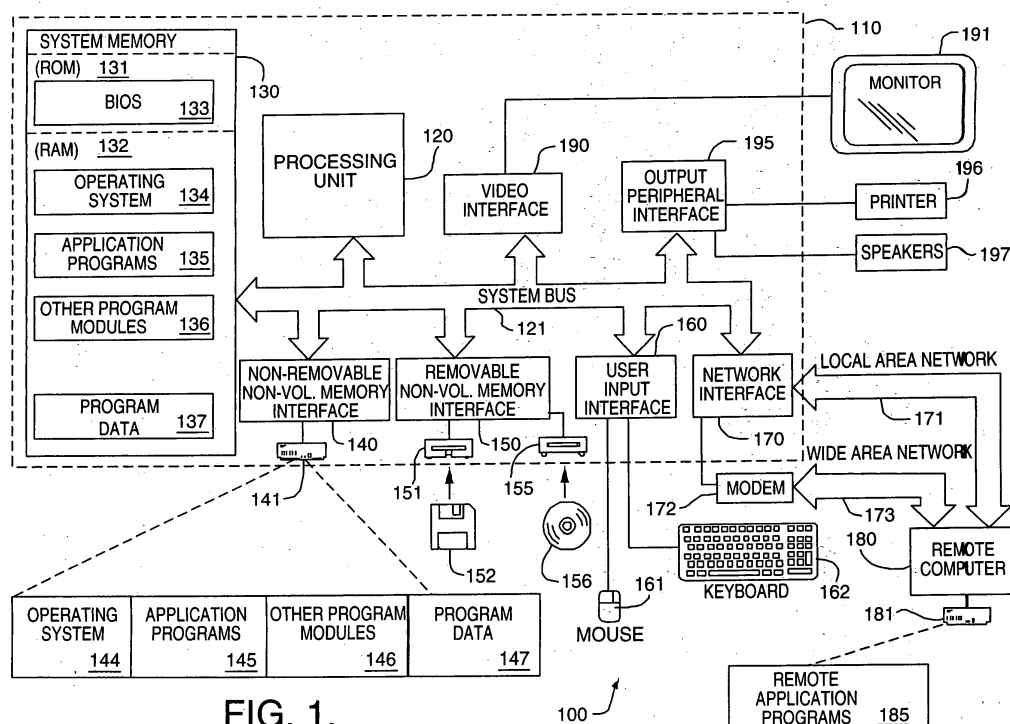 SYSTEM MEMORY
(ROM) 131
BIOS 133
(RAM) 132
OPERATING
SYSTEM 134
APPLICATION
PROGRAMS 135
OTHER PROGRAM
MODULES 136
PROGRAM
DATA 137
130
PROCESSING
UNIT
120
190
VIDEO
INTERFACE
195
OUTPUT
PERIPHERAL
INTERFACE
110
191
MONITOR
196
PRINTER
SPEAKERS
197
SYSTEM BUS
121
160
NON-REMOVABLE
NON-VOL. MEMORY
INTERFACE
140
REMOVABLE
NON-VOL. MEMORY
INTERFACE
150
USER
INPUT
INTERFACE
NETWORK
INTERFACE
170
LOCAL AREA NETWORK
171
WIDE AREA NETWORK
141
151
155
172
MODEM
173
180
REMOTE
COMPUTER
152
156
161
MOUSE
KEYBOARD
162
181
OPERATING
SYSTEM
144
APPLICATION
PROGRAMS
145
OTHER PROGRAM
MODULES
146
PROGRAM
DATA
147
REMOTE
APPLICATION
PROGRAMS 185
FIG. 1.
100